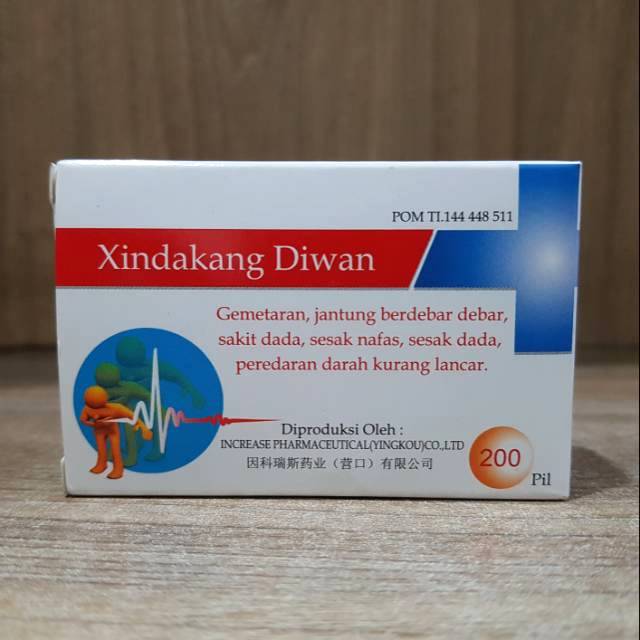 POM TI.144 448 511
Xindakang Diwan
Gemetaran, jantung berdebar debar,
sakit dada, sesak nafas, sesak dada,
peredaran darah kurang lancar.
Diproduksi Oleh :
INCREASE PHARMACEUTICAL(YINGKOU)CO.,LTD
因科瑞斯药业（营口）有限公司
200
Pil